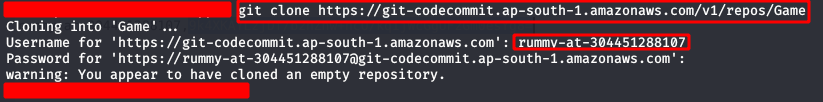 git clone https://git-codecommit.ap-south-1.amazonaws.com/v1/repos/Game
Cloning into 'Game'...
Username for 'https://git-codecommit.ap-south-1.amazonaws.com': rummy-at-304451288107
Password for 'https://rummy-at-304451288107@git-codecommit.ap-south-1.amazonaws.com':
warning: You appear to have cloned an empty repository.